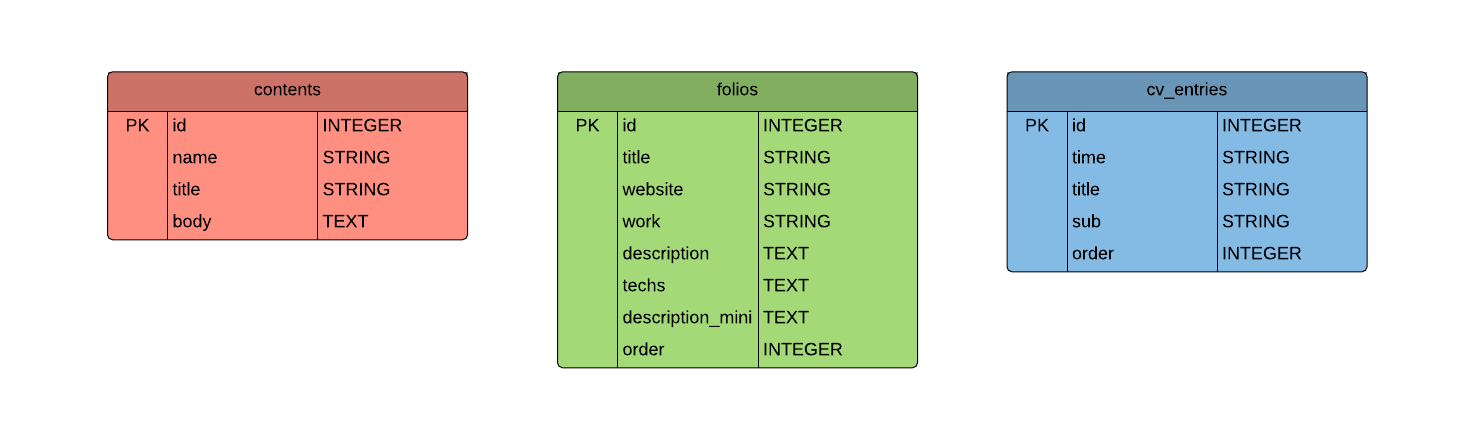 contents
PK id INTEGER
name STRING
title STRING
body TEXT
folios
PK id INTEGER
title STRING
website STRING
work STRING
description TEXT
techs TEXT
description_mini TEXT
order INTEGER
cv_entries
PK id INTEGER
time STRING
title STRING
sub STRING
order INTEGER